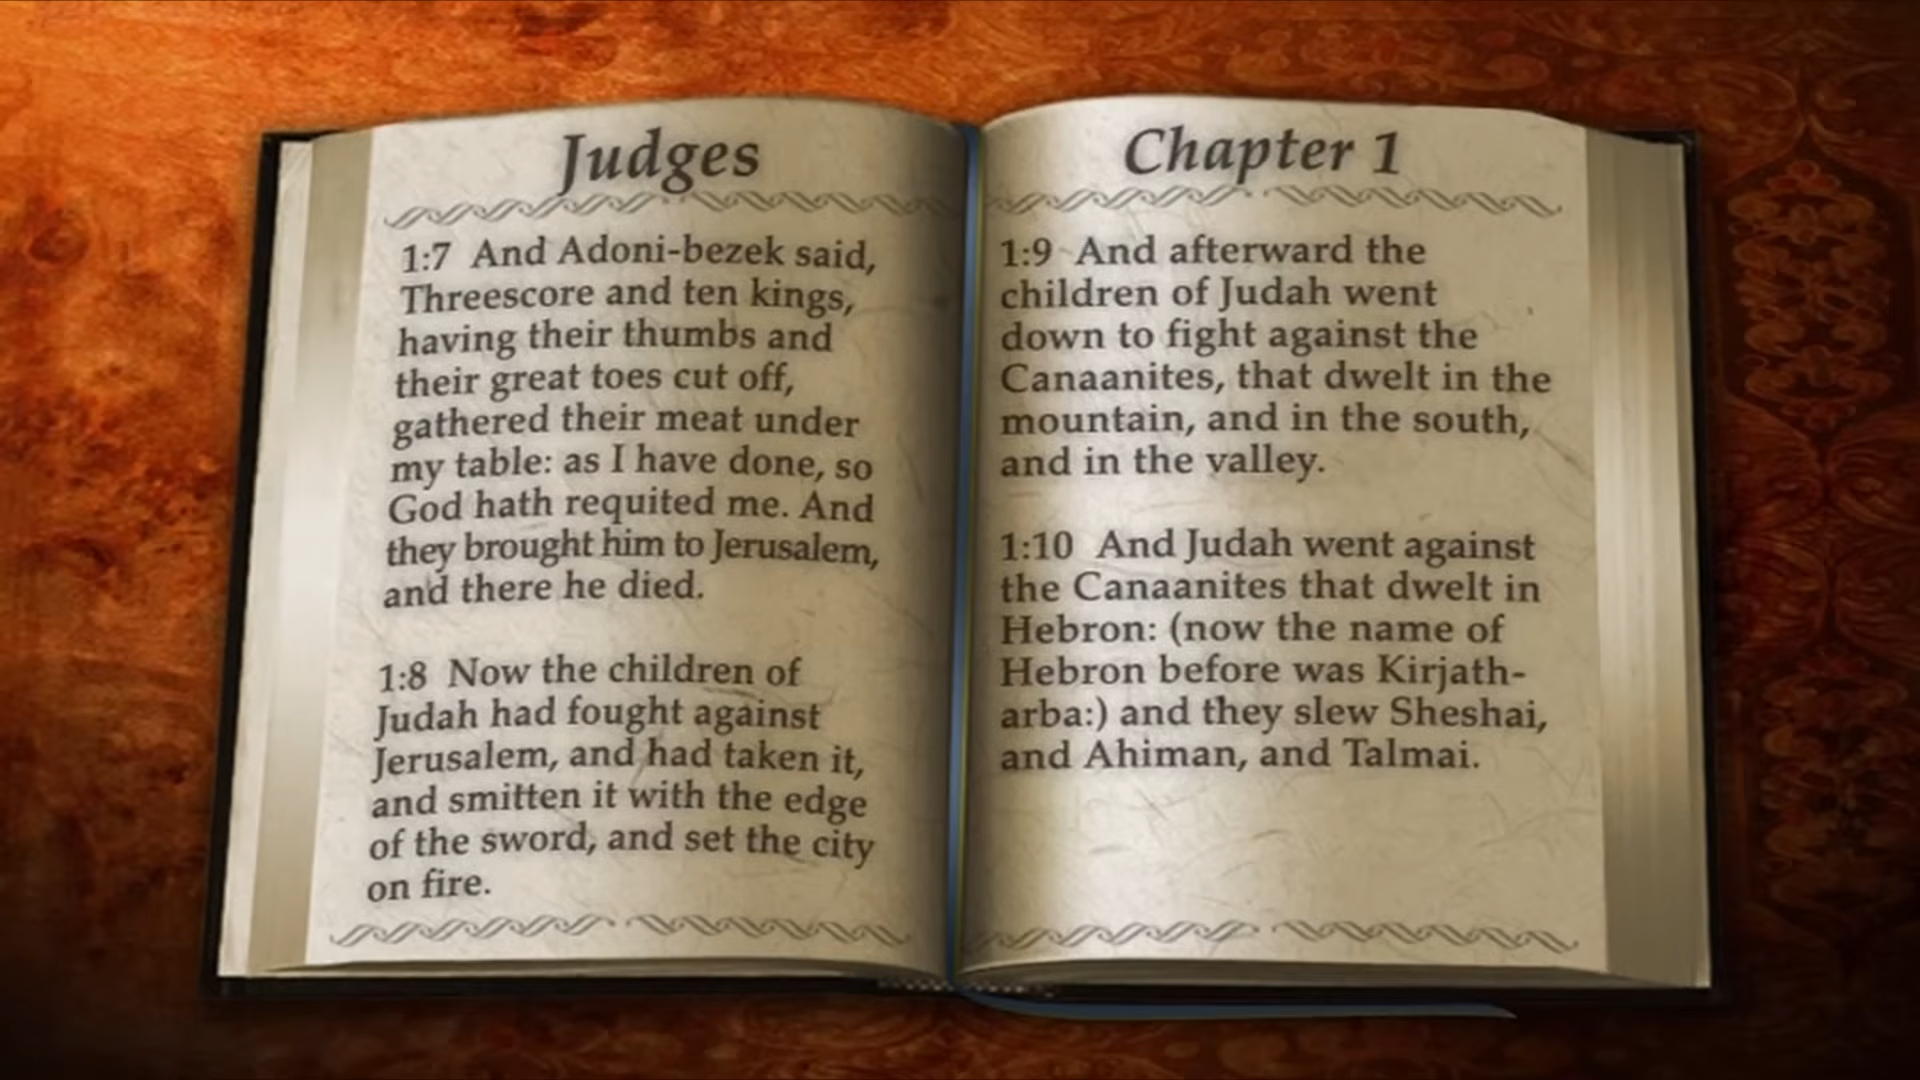 Judges
1:7 And Adoni-bezek said,
Threescore and ten kings,
having their thumbs and
their great toes cut off,
gathered their meat under
my table: as I have done, so
God hath requited me. And
they brought him to Jerusalem,
and there he died.
1:8 Now the children of
Judah had fought against
Jerusalem, and had taken it,
and smitten it with the edge
of the sword, and set the city
on fire.
Chapter 1
1:9 And afterward the
children of Judah went
down to fight against the
Canaanites, that dwelt in the
mountain, and in the south,
and in the valley.
1:10 And Judah went against
the Canaanites that dwelt in
Hebron: (now the name of
Hebron before was Kirjath-
arba:) and they slew Sheshai,
and Ahiman, and Talmai.